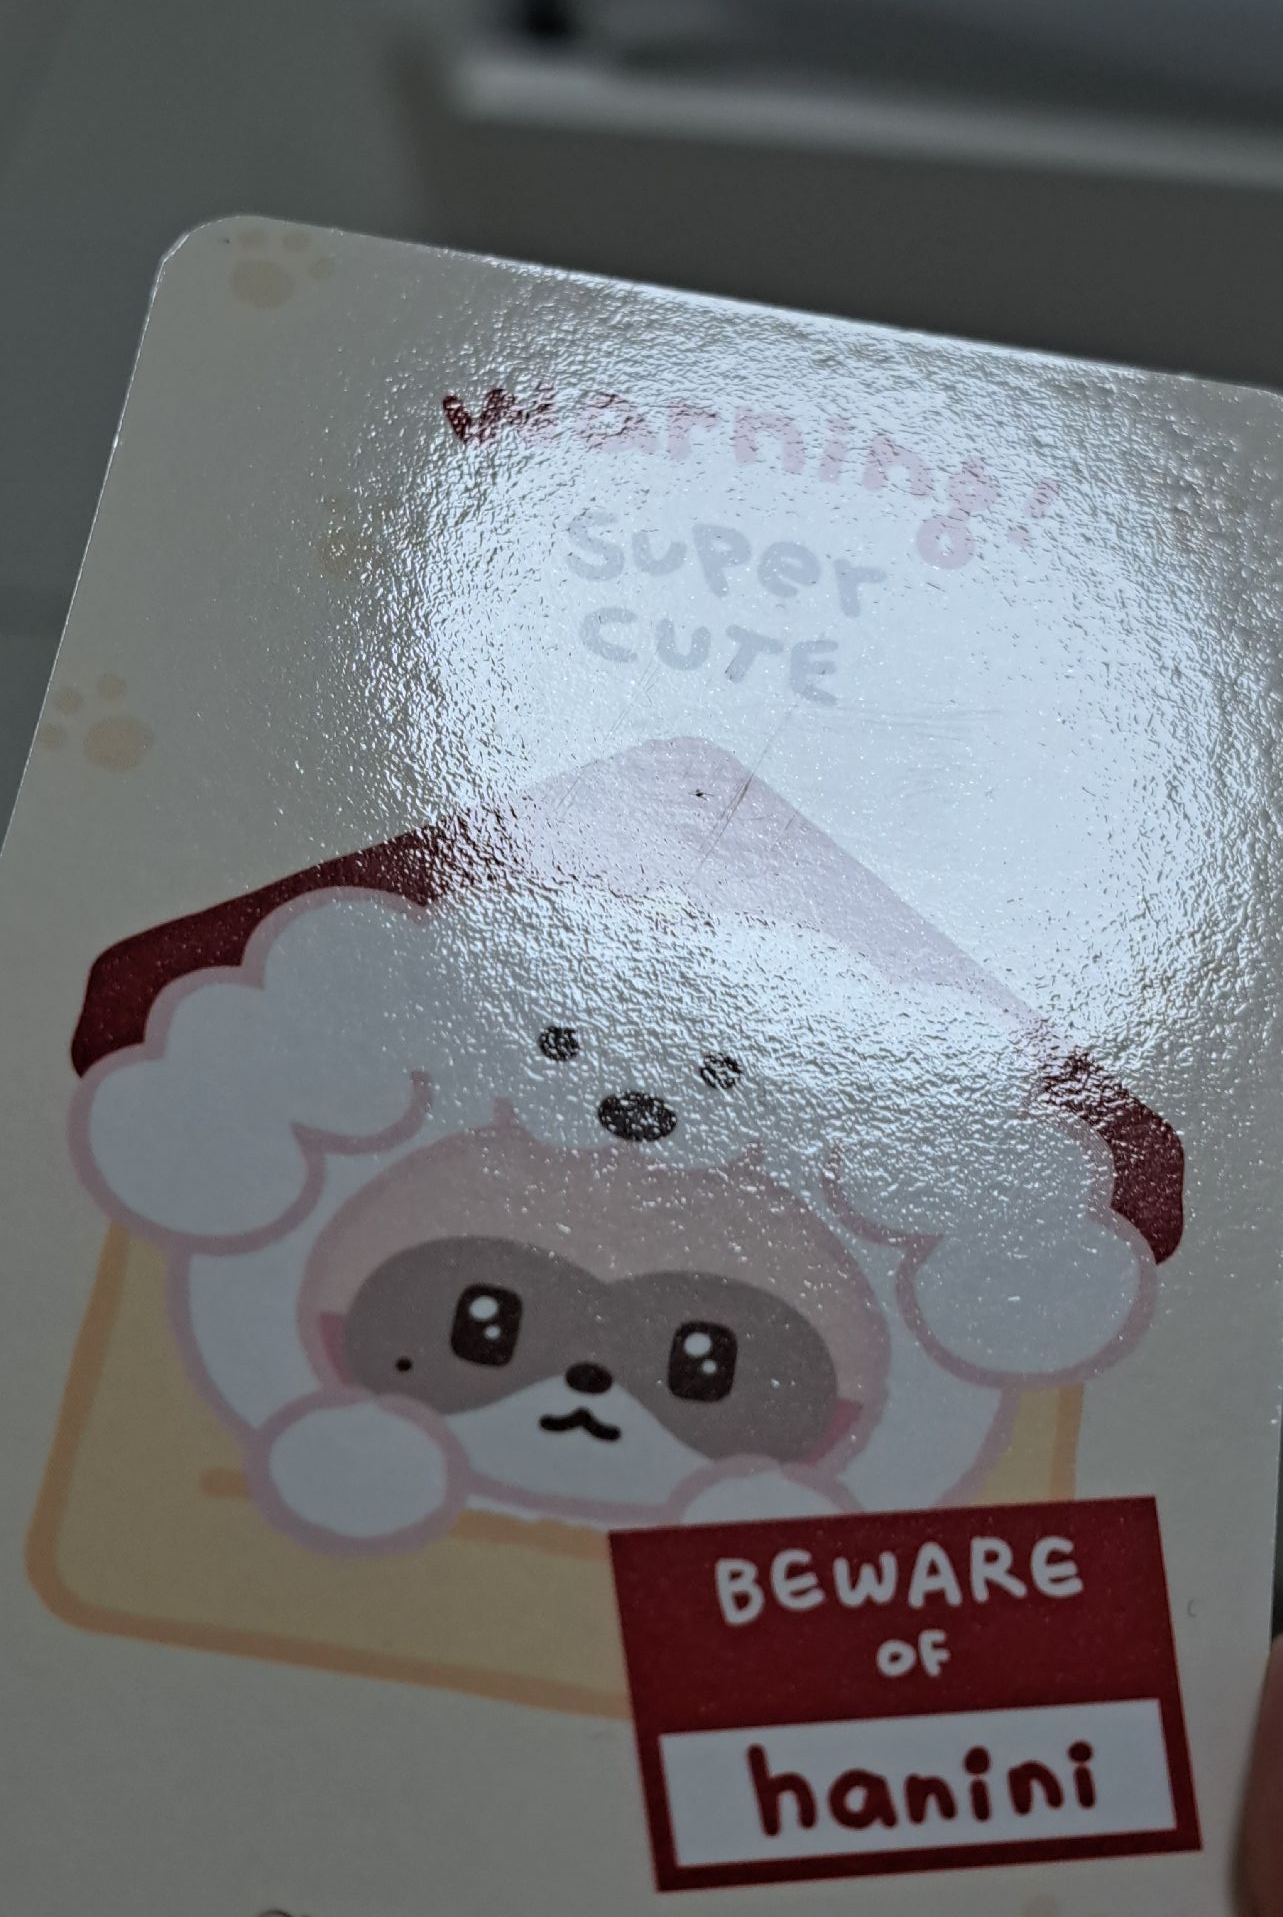 warning!
Super
CUTE
BEWARE
OF
hanini